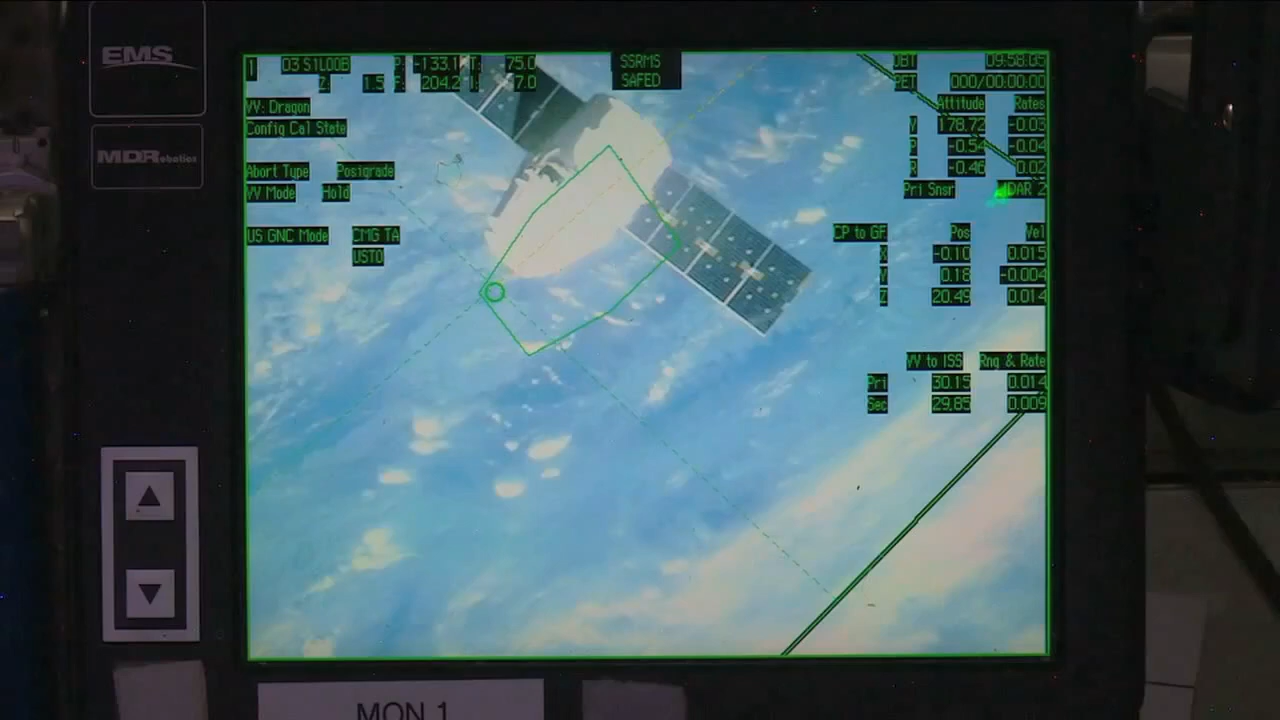 EMS
MDRobotics
1 03 S1LOOB P: -133.1 T: 75.0
Z: 1.5 F: 204.2 7.0
SSRMS
SAFED
09:58:05
PET 000/00:00:00
VV: Dragon
Config Cal State
Abort Type Posigrade
VV Mode Hold
US GNC Mode CMG TA
USTO
Attitude Rates
Y 178.72 -0.03
P -0.54 -0.04
R -0.46 0.02
Pri Snsr LIDAR 2
CP to GF Pos Vel
X -0.10 0.015
Y 0.18 -0.004
Z 20.49 0.014
VV to ISS Rng & Rate
Pri 30.15 0.014
Sec 29.85 0.009
MON 1